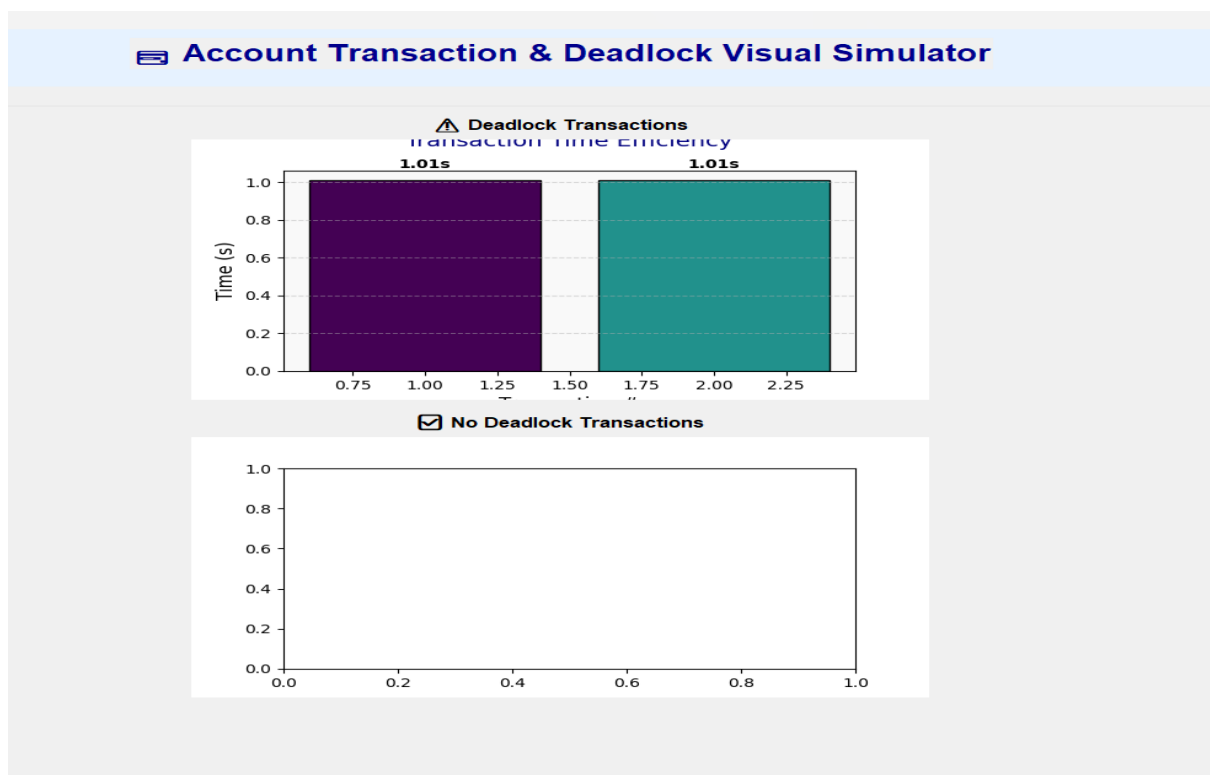 Account Transaction & Deadlock Visual Simulator
Deadlock Transactions
Transaction Time Efficiency
1.01s 1.01s
1.0
0.8
0.6
0.4
0.2
0.0
Time (s)
0.75 1.00 1.25 1.50 1.75 2.00 2.25
No Deadlock Transactions
1.0
0.8
0.6
0.4
0.2
0.0
0.0 0.2 0.4 0.6 0.8 1.0